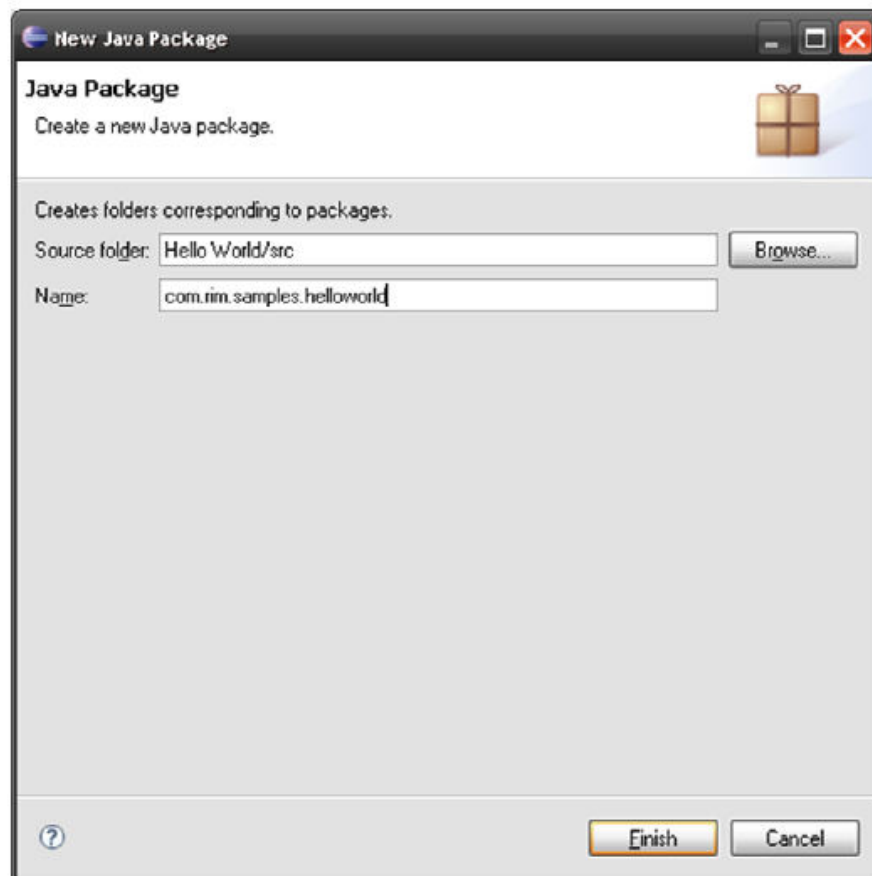 New Java Package
Java Package
Create a new Java package.
Creates folders corresponding to packages.
Source folder: Hello World/src Browse...
Name: com.rim.samples.helloworld
? Finish Cancel